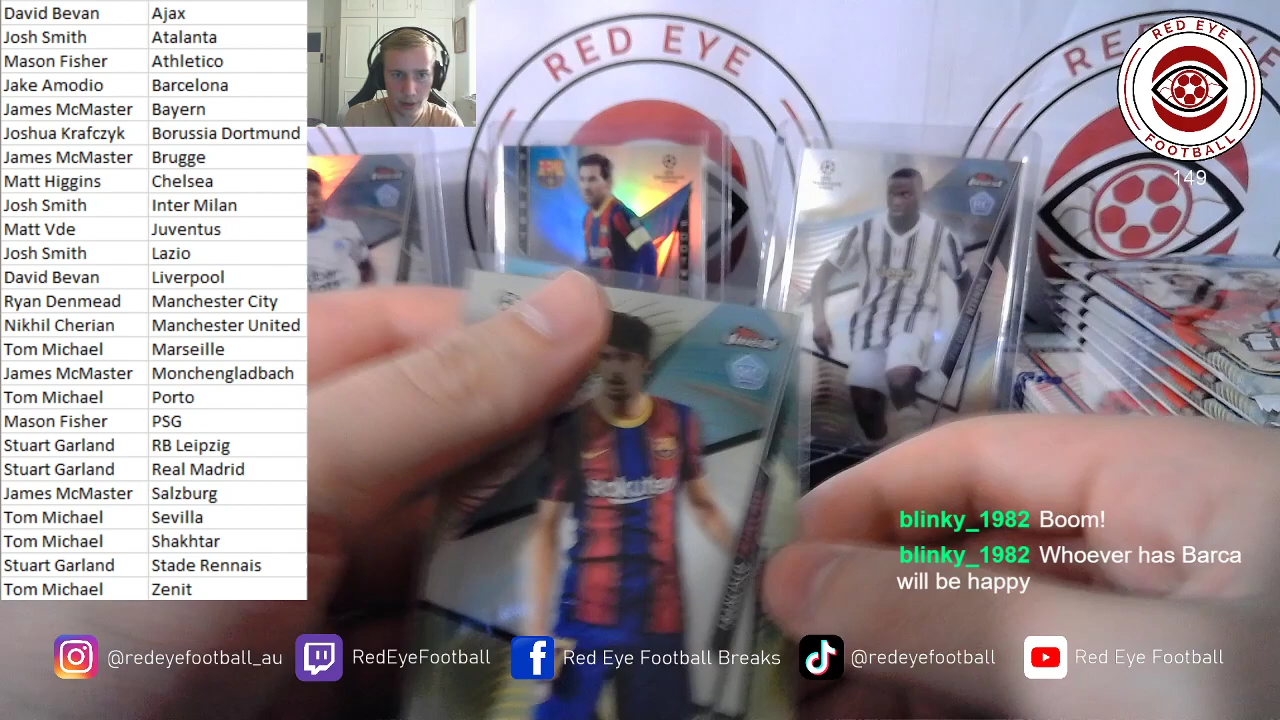 David Bevan Ajax
Josh Smith Atalanta
Mason Fisher Athletico
Jake Amodio Barcelona
James McMaster Bayern
Joshua Krafczyk Borussia Dortmund
James McMaster Brugge
Matt Higgins Chelsea
Josh Smith Inter Milan
Matt Vde Juventus
Josh Smith Lazio
David Bevan Liverpool
Ryan Denmead Manchester City
Nikhil Cherian Manchester United
Tom Michael Marseille
James McMaster Monchengladbach
Tom Michael Porto
Mason Fisher PSG
Stuart Garland RB Leipzig
Stuart Garland Real Madrid
James McMaster Salzburg
Tom Michael Sevilla
Tom Michael Shakhtar
Stuart Garland Stade Rennais
Tom Michael Zenit
RED EYE
RED EYE
RED EYE
FOOTBALL
149
Rakuten
blinky_1982 Boom!
blinky_1982 Whoever has Barca
will be happy
@redeyefootball_au
RedEyeFootball
Red Eye Football Breaks
@redeyefootball
Red Eye Football